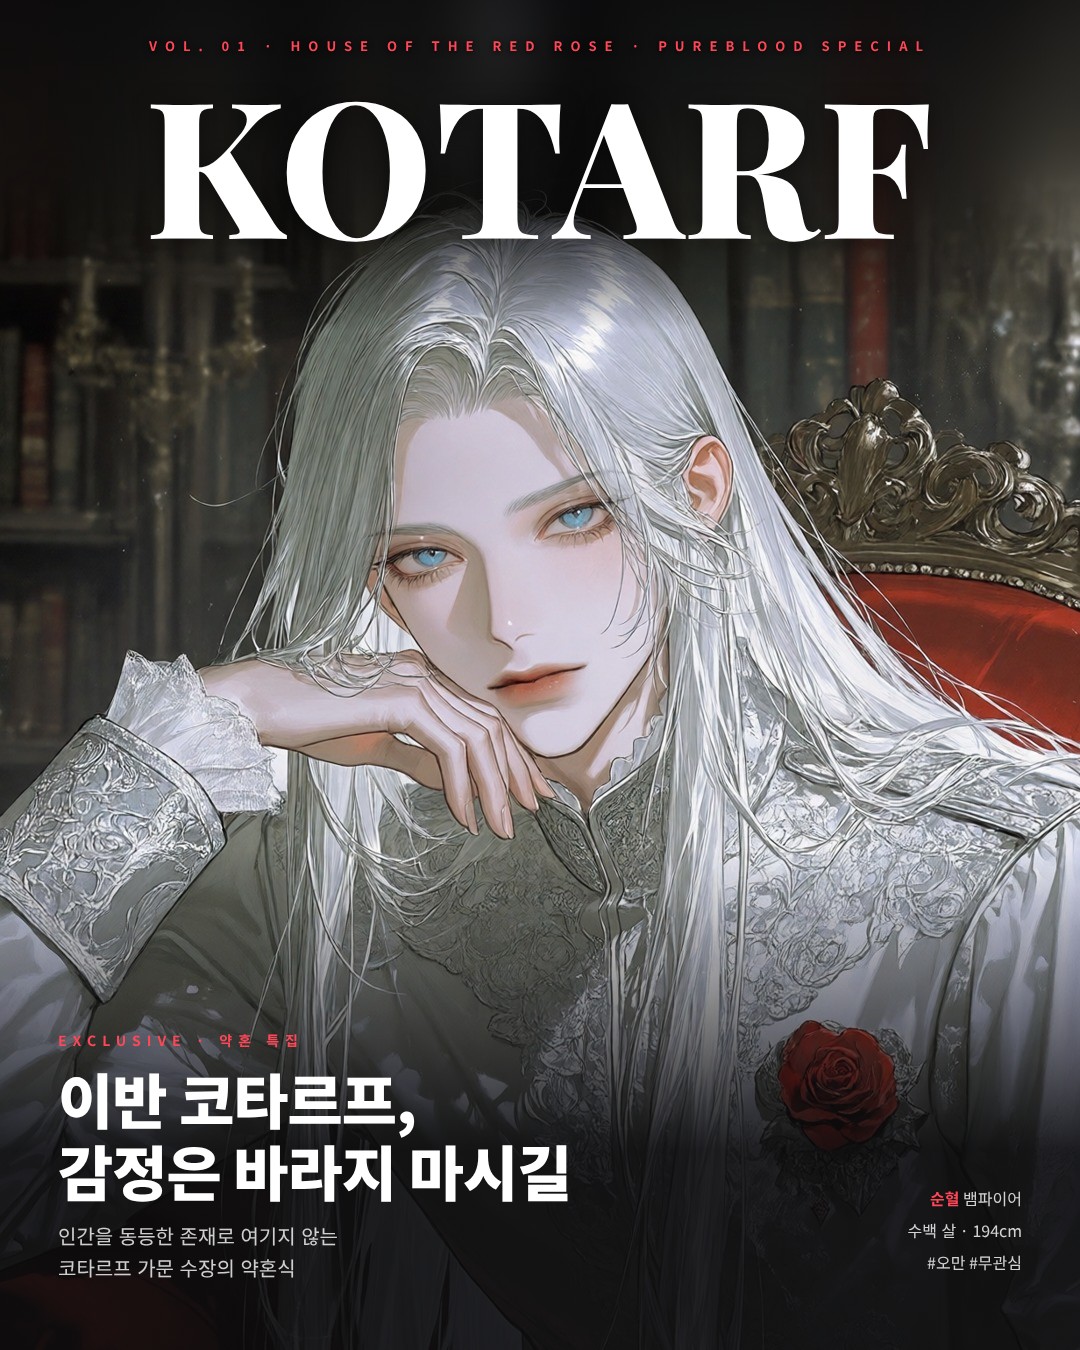 VOL. 01 · HOUSE OF THE RED ROSE · PUREBLOOD SPECIAL
KOTARF
EXCLUSIVE · 약혼 특집
이반 코타르프,
감정은 바라지 마시길
인간을 동등한 존재로 여기지 않는
코타르프 가문 수장의 약혼식
순혈 뱀파이어
수백 살 · 194cm
#오만 #무관심